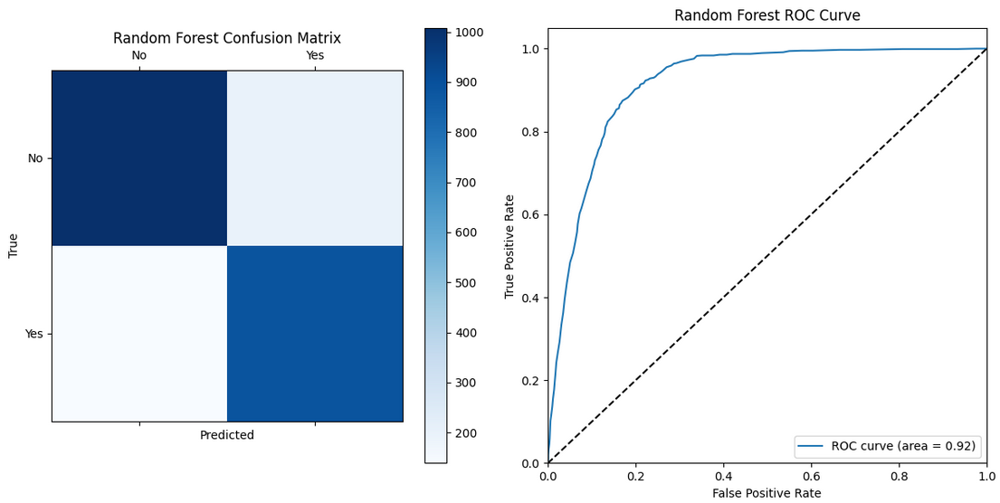 Random Forest Confusion Matrix
No Yes
No
Yes
True
Predicted
1000
900
800
700
600
500
400
300
200
Random Forest ROC Curve
1.0
0.8
0.6
0.4
0.2
0.0
True Positive Rate
ROC curve (area = 0.92)
0.0 0.2 0.4 0.6 0.8 1.0
False Positive Rate